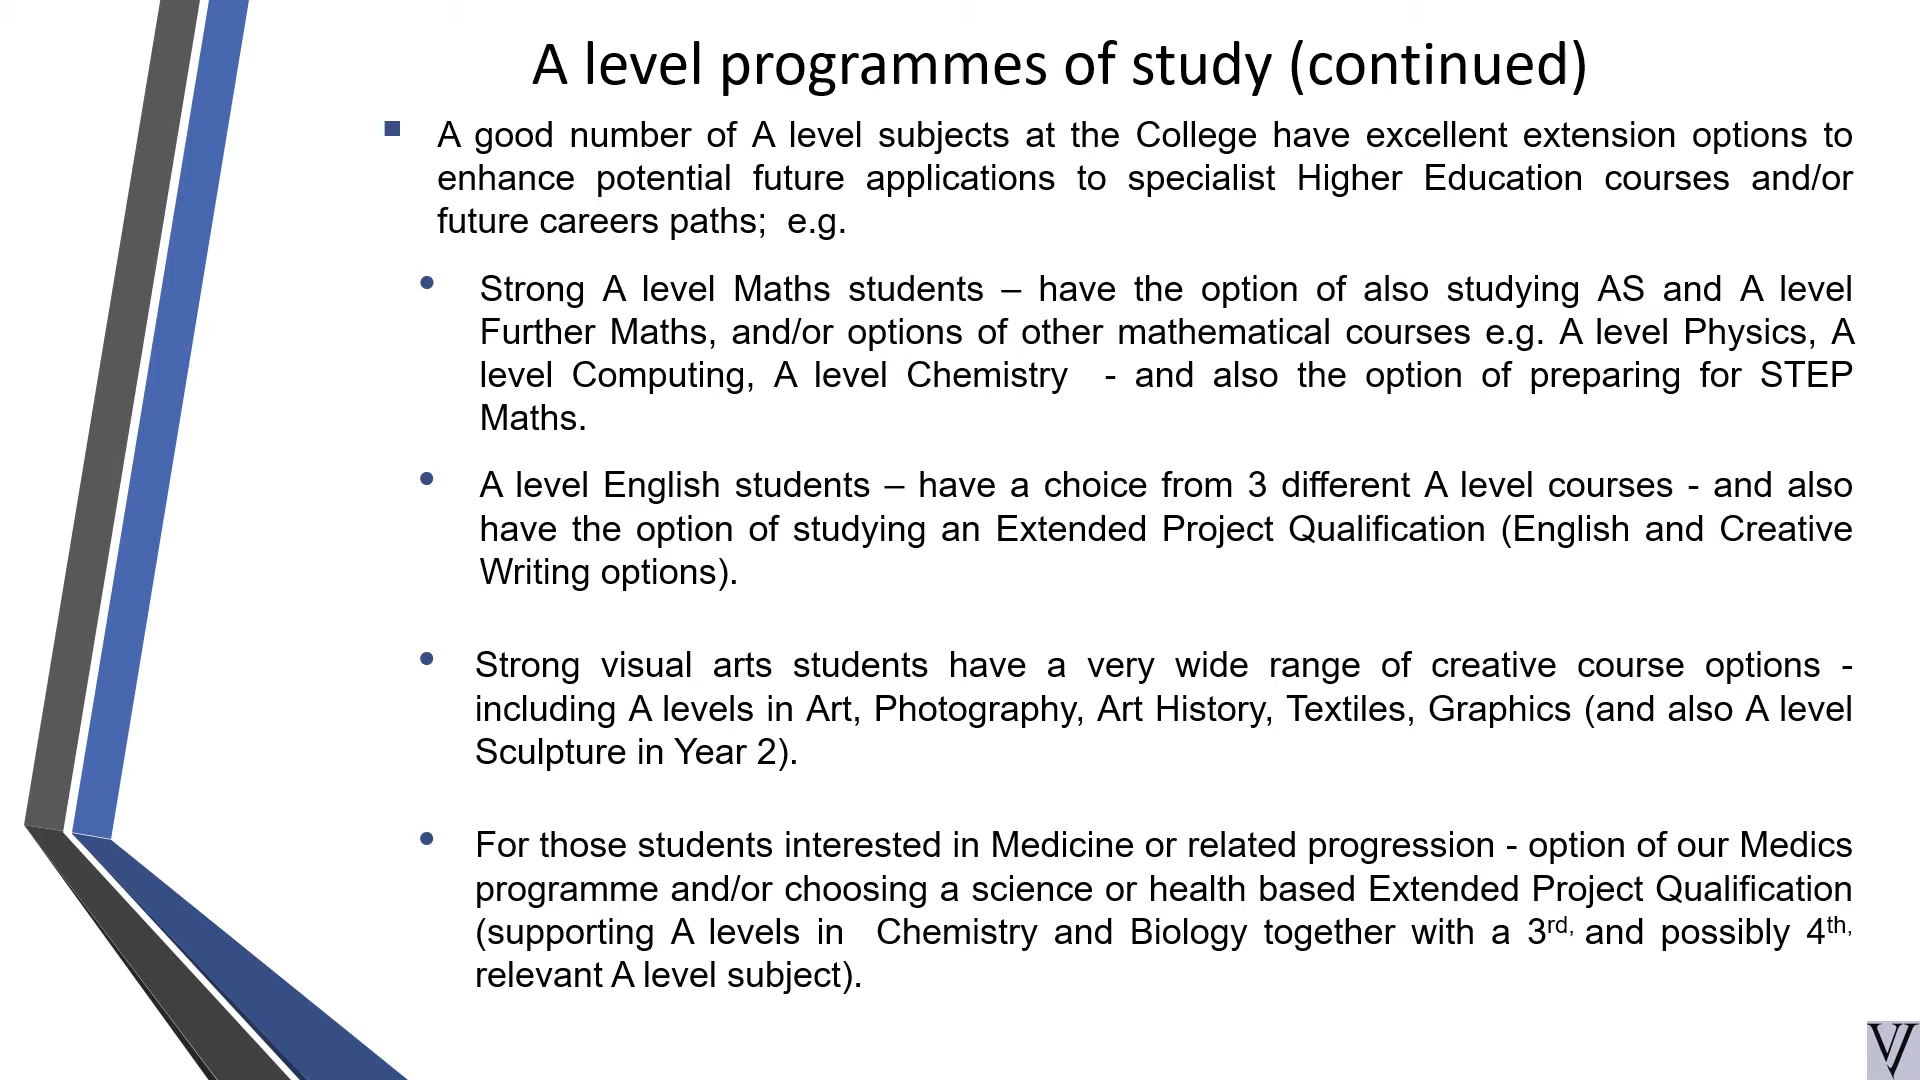 A level programmes of study (continued)
A good number of A level subjects at the College have excellent extension options to
enhance potential future applications to specialist Higher Education courses and/or
future careers paths;  e.g.
Strong A level Maths students – have the option of also studying AS and A level
Further Maths, and/or options of other mathematical courses e.g. A level Physics, A
level Computing, A level Chemistry  - and also the option of preparing for STEP
Maths.
A level English students – have a choice from 3 different A level courses - and also
have the option of studying an Extended Project Qualification (English and Creative
Writing options).
Strong visual arts students have a very wide range of creative course options -
including A levels in Art, Photography, Art History, Textiles, Graphics (and also A level
Sculpture in Year 2).
For those students interested in Medicine or related progression - option of our Medics
programme and/or choosing a science or health based Extended Project Qualification
(supporting A levels in  Chemistry and Biology together with a 3rd, and possibly 4th,
relevant A level subject).